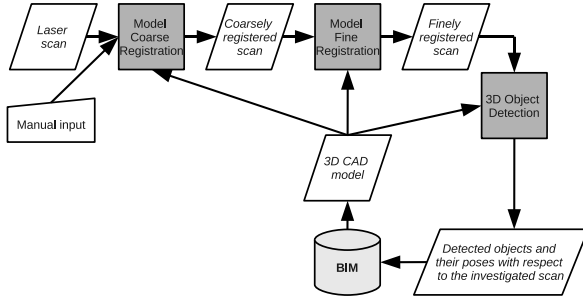 Laser
scan
Model
Coarse
Registration
Coarsely
registered
scan
Model
Fine
Registration
Finely
registered
scan
Manual input
3D Object
Detection
3D CAD
model
BIM
Detected objects and
their poses with respect
to the investigated scan